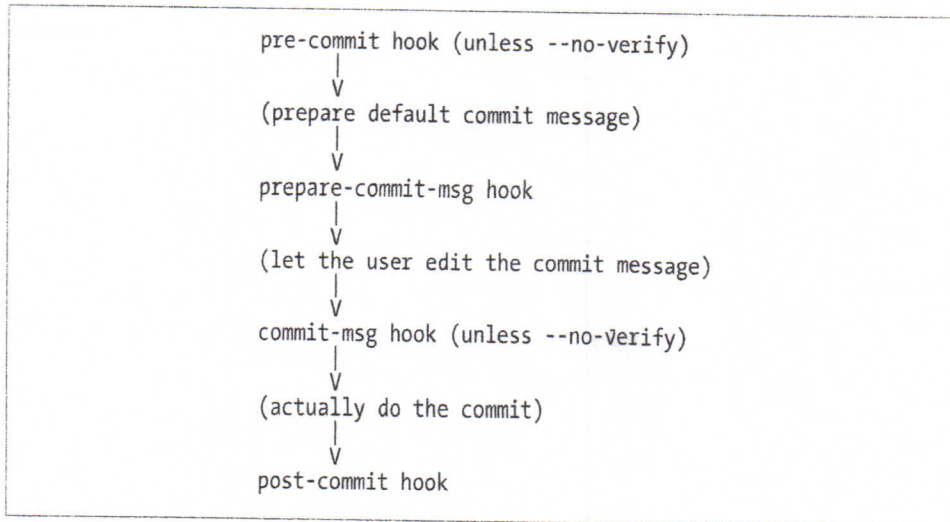 pre-commit hook (unless --no-verify)
|
V
(prepare default commit message)
|
V
prepare-commit-msg hook
|
V
(let the user edit the commit message)
|
V
commit-msg hook (unless --no-verify)
|
V
(actually do the commit)
|
V
post-commit hook